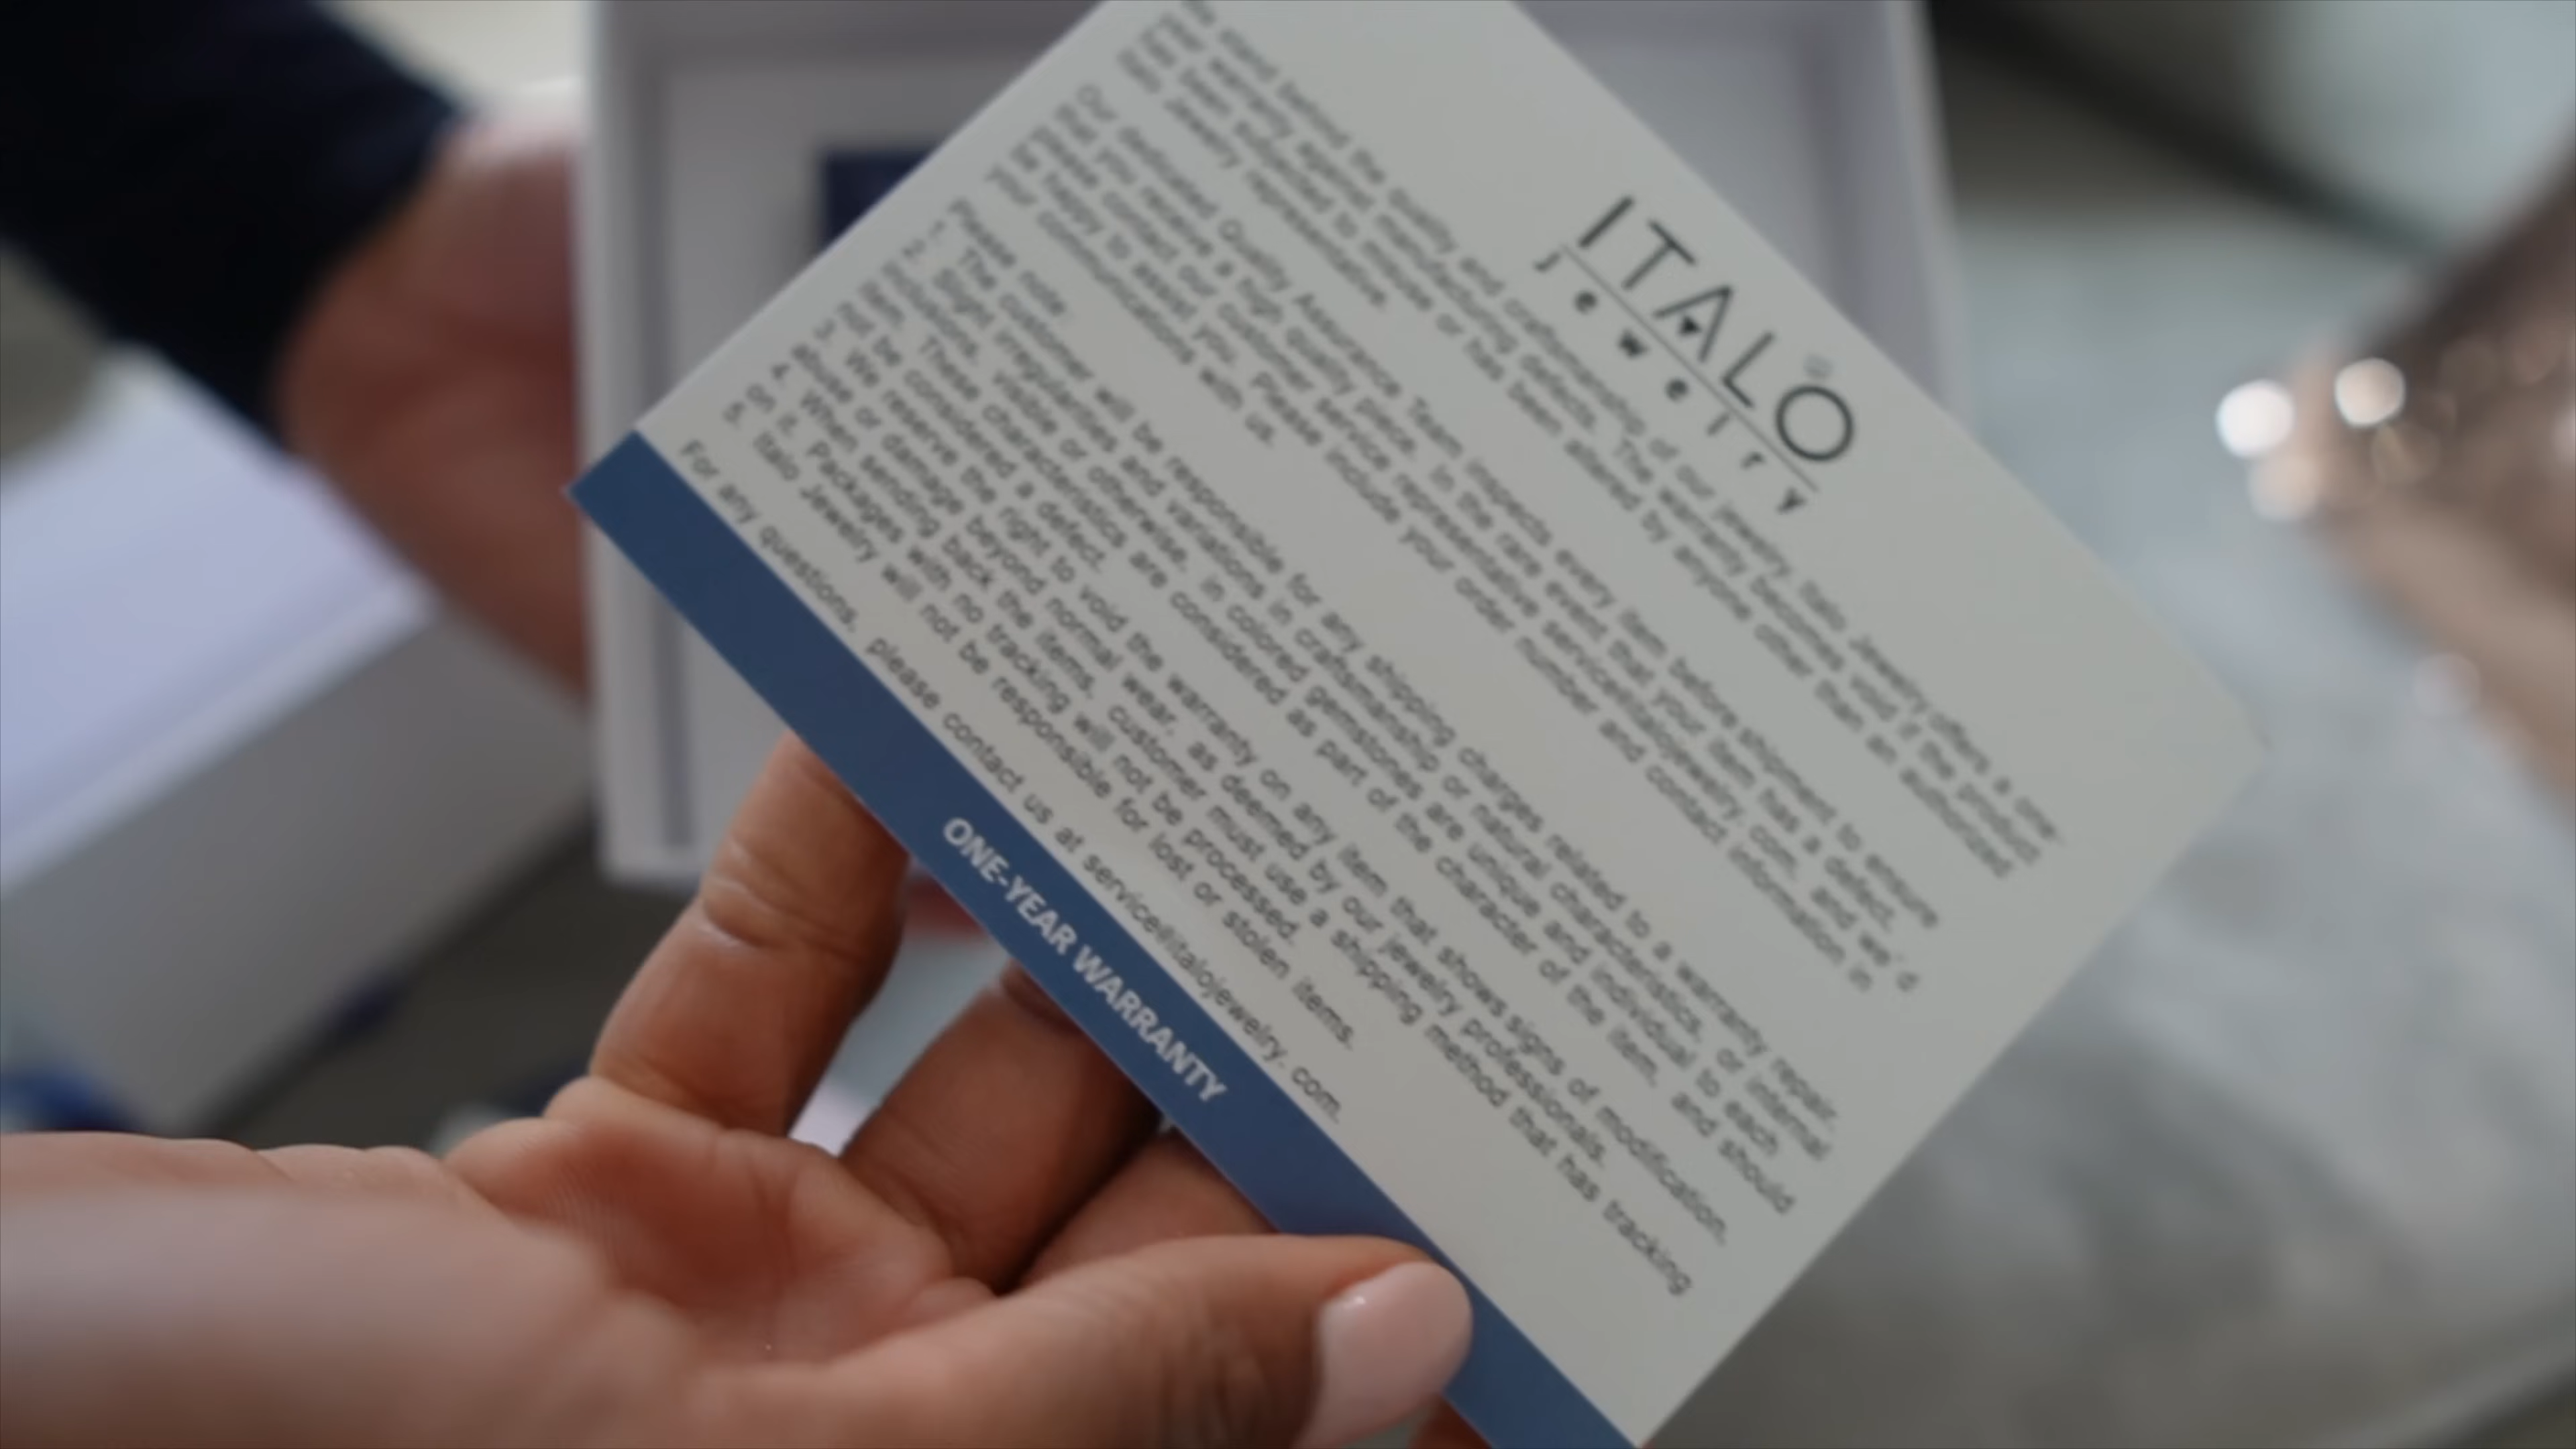 ITALO
jewelry
We stand behind the quality and craftsmanship of our jewelry. Italo Jewelry offers a one-
year warranty against manufacturing defects. The warranty becomes void if the product
has been subjected to misuse or has been altered by anyone other than an authorized
Italo Jewelry representative.
Our dedicated Quality Assurance Team inspects every item before shipment to ensure
that you receive a high quality piece. In the rare event that your item has a defect,
please contact our customer service representative service@italojewelry. com, and we'd
be happy to assist you. Please include your order number and contact information in
your communications with us.
Please note:
1. The customer will be responsible for any shipping charges related to a warranty repair.
2. Slight irregularities and variations in craftsmanship or natural characteristics, or internal
inclusions, visible or otherwise, in colored gemstones are unique and individual to each
item. These characteristics are considered as part of the character of the item, and should
not be considered a defect.
3. We reserve the right to void the warranty on any item that shows signs of modification,
abuse or damage beyond normal wear, as deemed by our jewelry professionals.
4. When sending back the items, customer must use a shipping method that has tracking
on it. Packages with no tracking will not be processed.
5. Italo Jewelry will not be responsible for lost or stolen items.
For any questions, please contact us at service@italojewelry. com.
ONE-YEAR WARRANTY